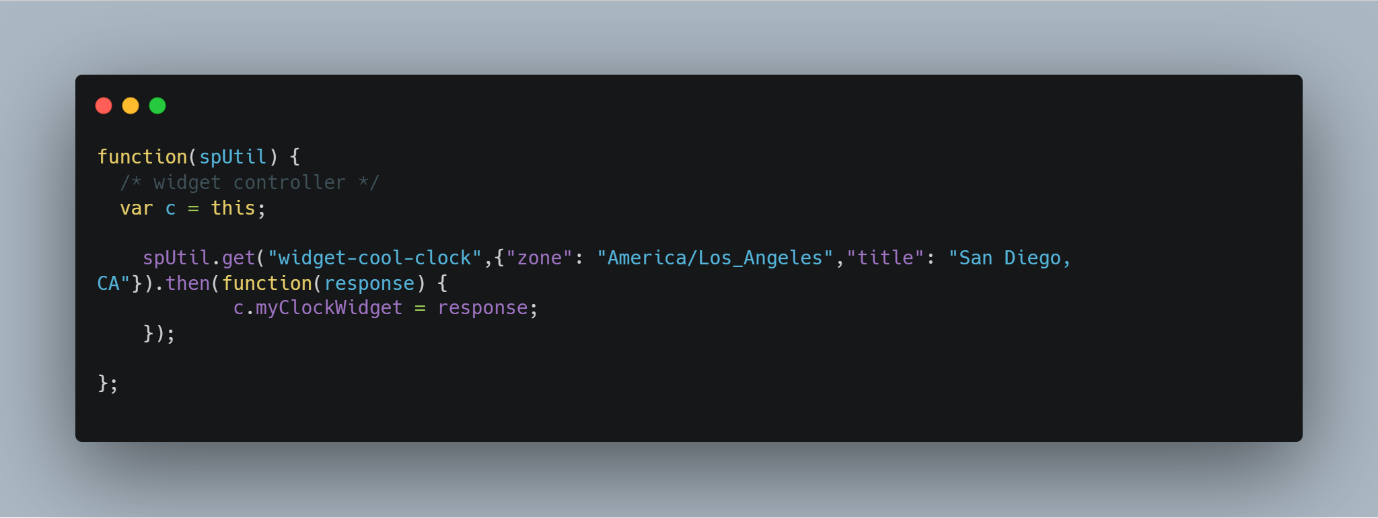 function(spUtil) {
  /* widget controller */
  var c = this;

    spUtil.get("widget-cool-clock",{"zone": "America/Los_Angeles","title": "San Diego,
CA"}).then(function(response) {
            c.myClockWidget = response;
    });

};